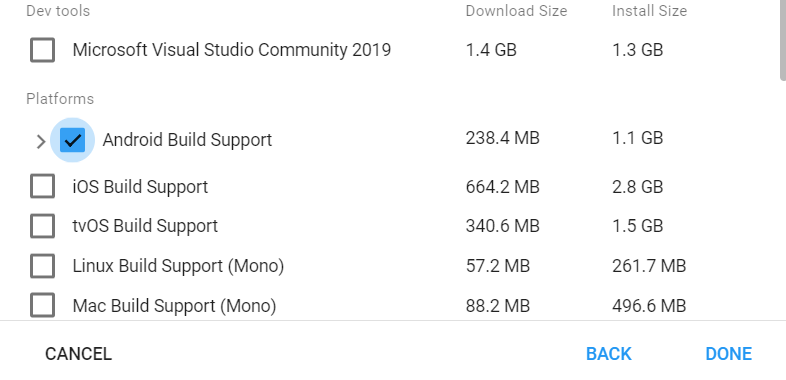 Dev tools Download Size Install Size
Microsoft Visual Studio Community 2019 1.4 GB 1.3 GB
Platforms
Android Build Support 238.4 MB 1.1 GB
iOS Build Support 664.2 MB 2.8 GB
tvOS Build Support 340.6 MB 1.5 GB
Linux Build Support (Mono) 57.2 MB 261.7 MB
Mac Build Support (Mono) 88.2 MB 496.6 MB
CANCEL BACK DONE